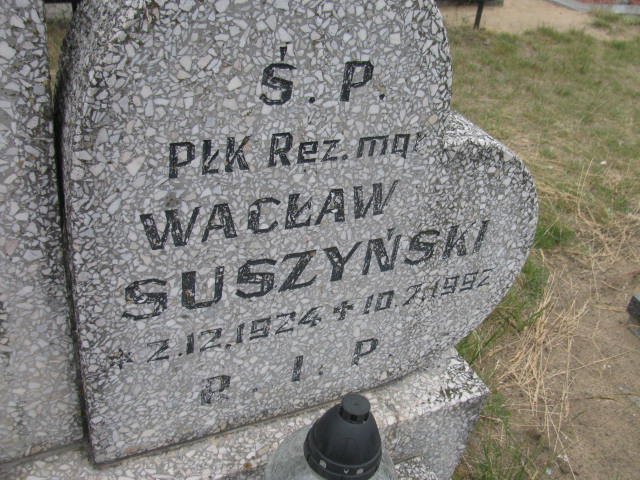 Ś. P.
PŁK Rez. mgr
WACŁAW
SUSZYŃSKI
* 2.12.1924 + 10.7.1992
R. I. P.